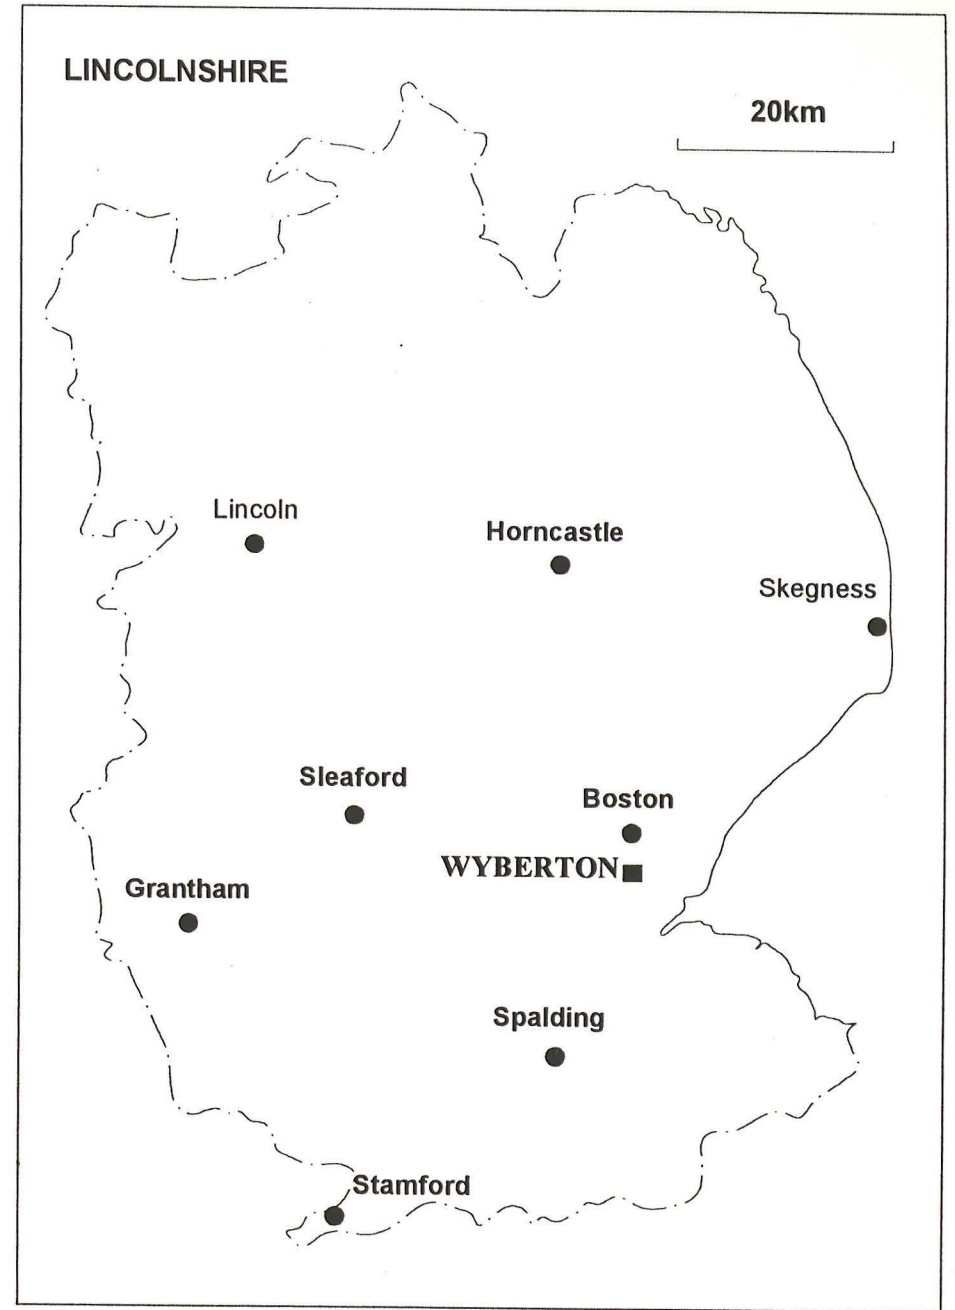 LINCOLNSHIRE
20km
Lincoln
Horncastle
Skegness
Sleaford
Boston
WYBERTON
Grantham
Spalding
Stamford